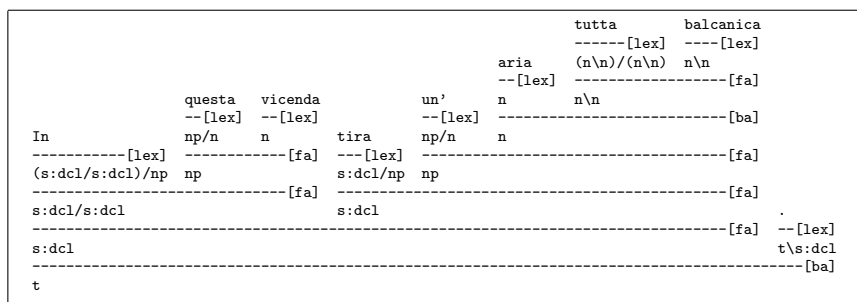 tutta        balcanica
                                                                       ------[lex]  ----[lex]
                                                             aria      (n\n)/(n\n)  n\n
                                                             --[lex]   ------------------[fa]
                    questa   vicenda               un'       n         n\n
                    --[lex]  --[lex]               --[lex]   ----------------------------[ba]
In                  np/n     n          tira       np/n      n
-----------[lex]    ------------[fa]    ---[lex]   --------------------------------------[fa]
(s:dcl/s:dcl)/np    np                  s:dcl/np   np
--------------------------------[fa]    -------------------------------------------------[fa]
s:dcl/s:dcl                             s:dcl                                                   .
-----------------------------------------------------------------------------------------[fa]  --[lex]
s:dcl                                                                                           t\s:dcl
--------------------------------------------------------------------------------------------------[ba]
t